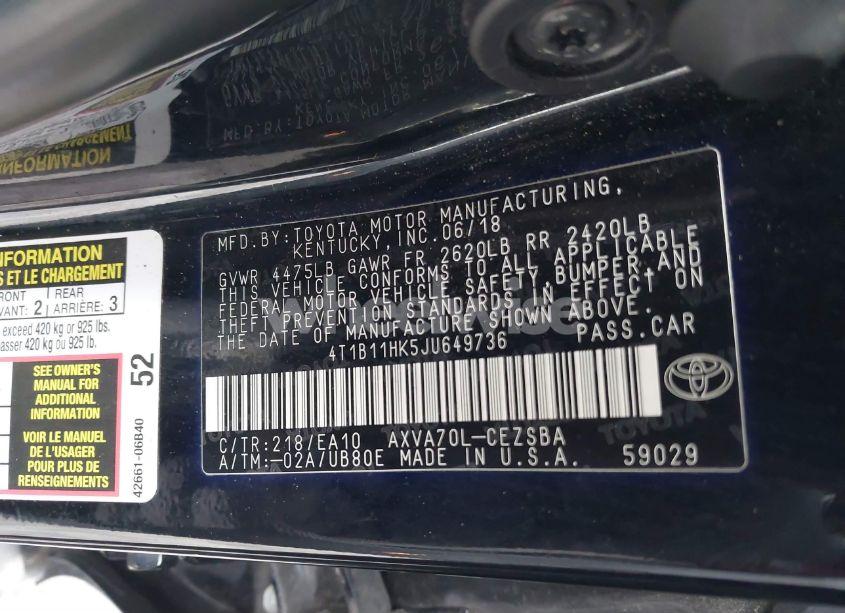 INFORMATION
S ET LE CHARGEMENT
FRONT
REAR
VANT: 2
ARRIÈRE: 3
exceed 420 kg or 925 lbs.
passer 420 kg ou 925 lb.
SEE OWNER'S
MANUAL FOR
ADDITIONAL
INFORMATION
VOIR LE MANUEL
DE L'USAGER
POUR PLUS DE
RENSEIGNEMENTS
52
42661-06B40
MFD.BY:TOYOTA MOTOR MANUFACTURING,
KENTUCKY,INC.06/18
GVWR 4475LB GAWR FR 2620LB RR 2420LB
THIS VEHICLE CONFORMS TO ALL APPLICABLE
FEDERAL MOTOR VEHICLE SAFETY,BUMPER,AND
THEFT PREVENTION STANDARDS IN EFFECT ON
THE DATE OF MANUFACTURE SHOWN ABOVE.
4T1B11HK5JU649736
PASS.CAR
C/TR:218/EA10 AXVA70L-CEZSBA
A/TM:-02A/UB80E MADE IN U.S.A. 59029